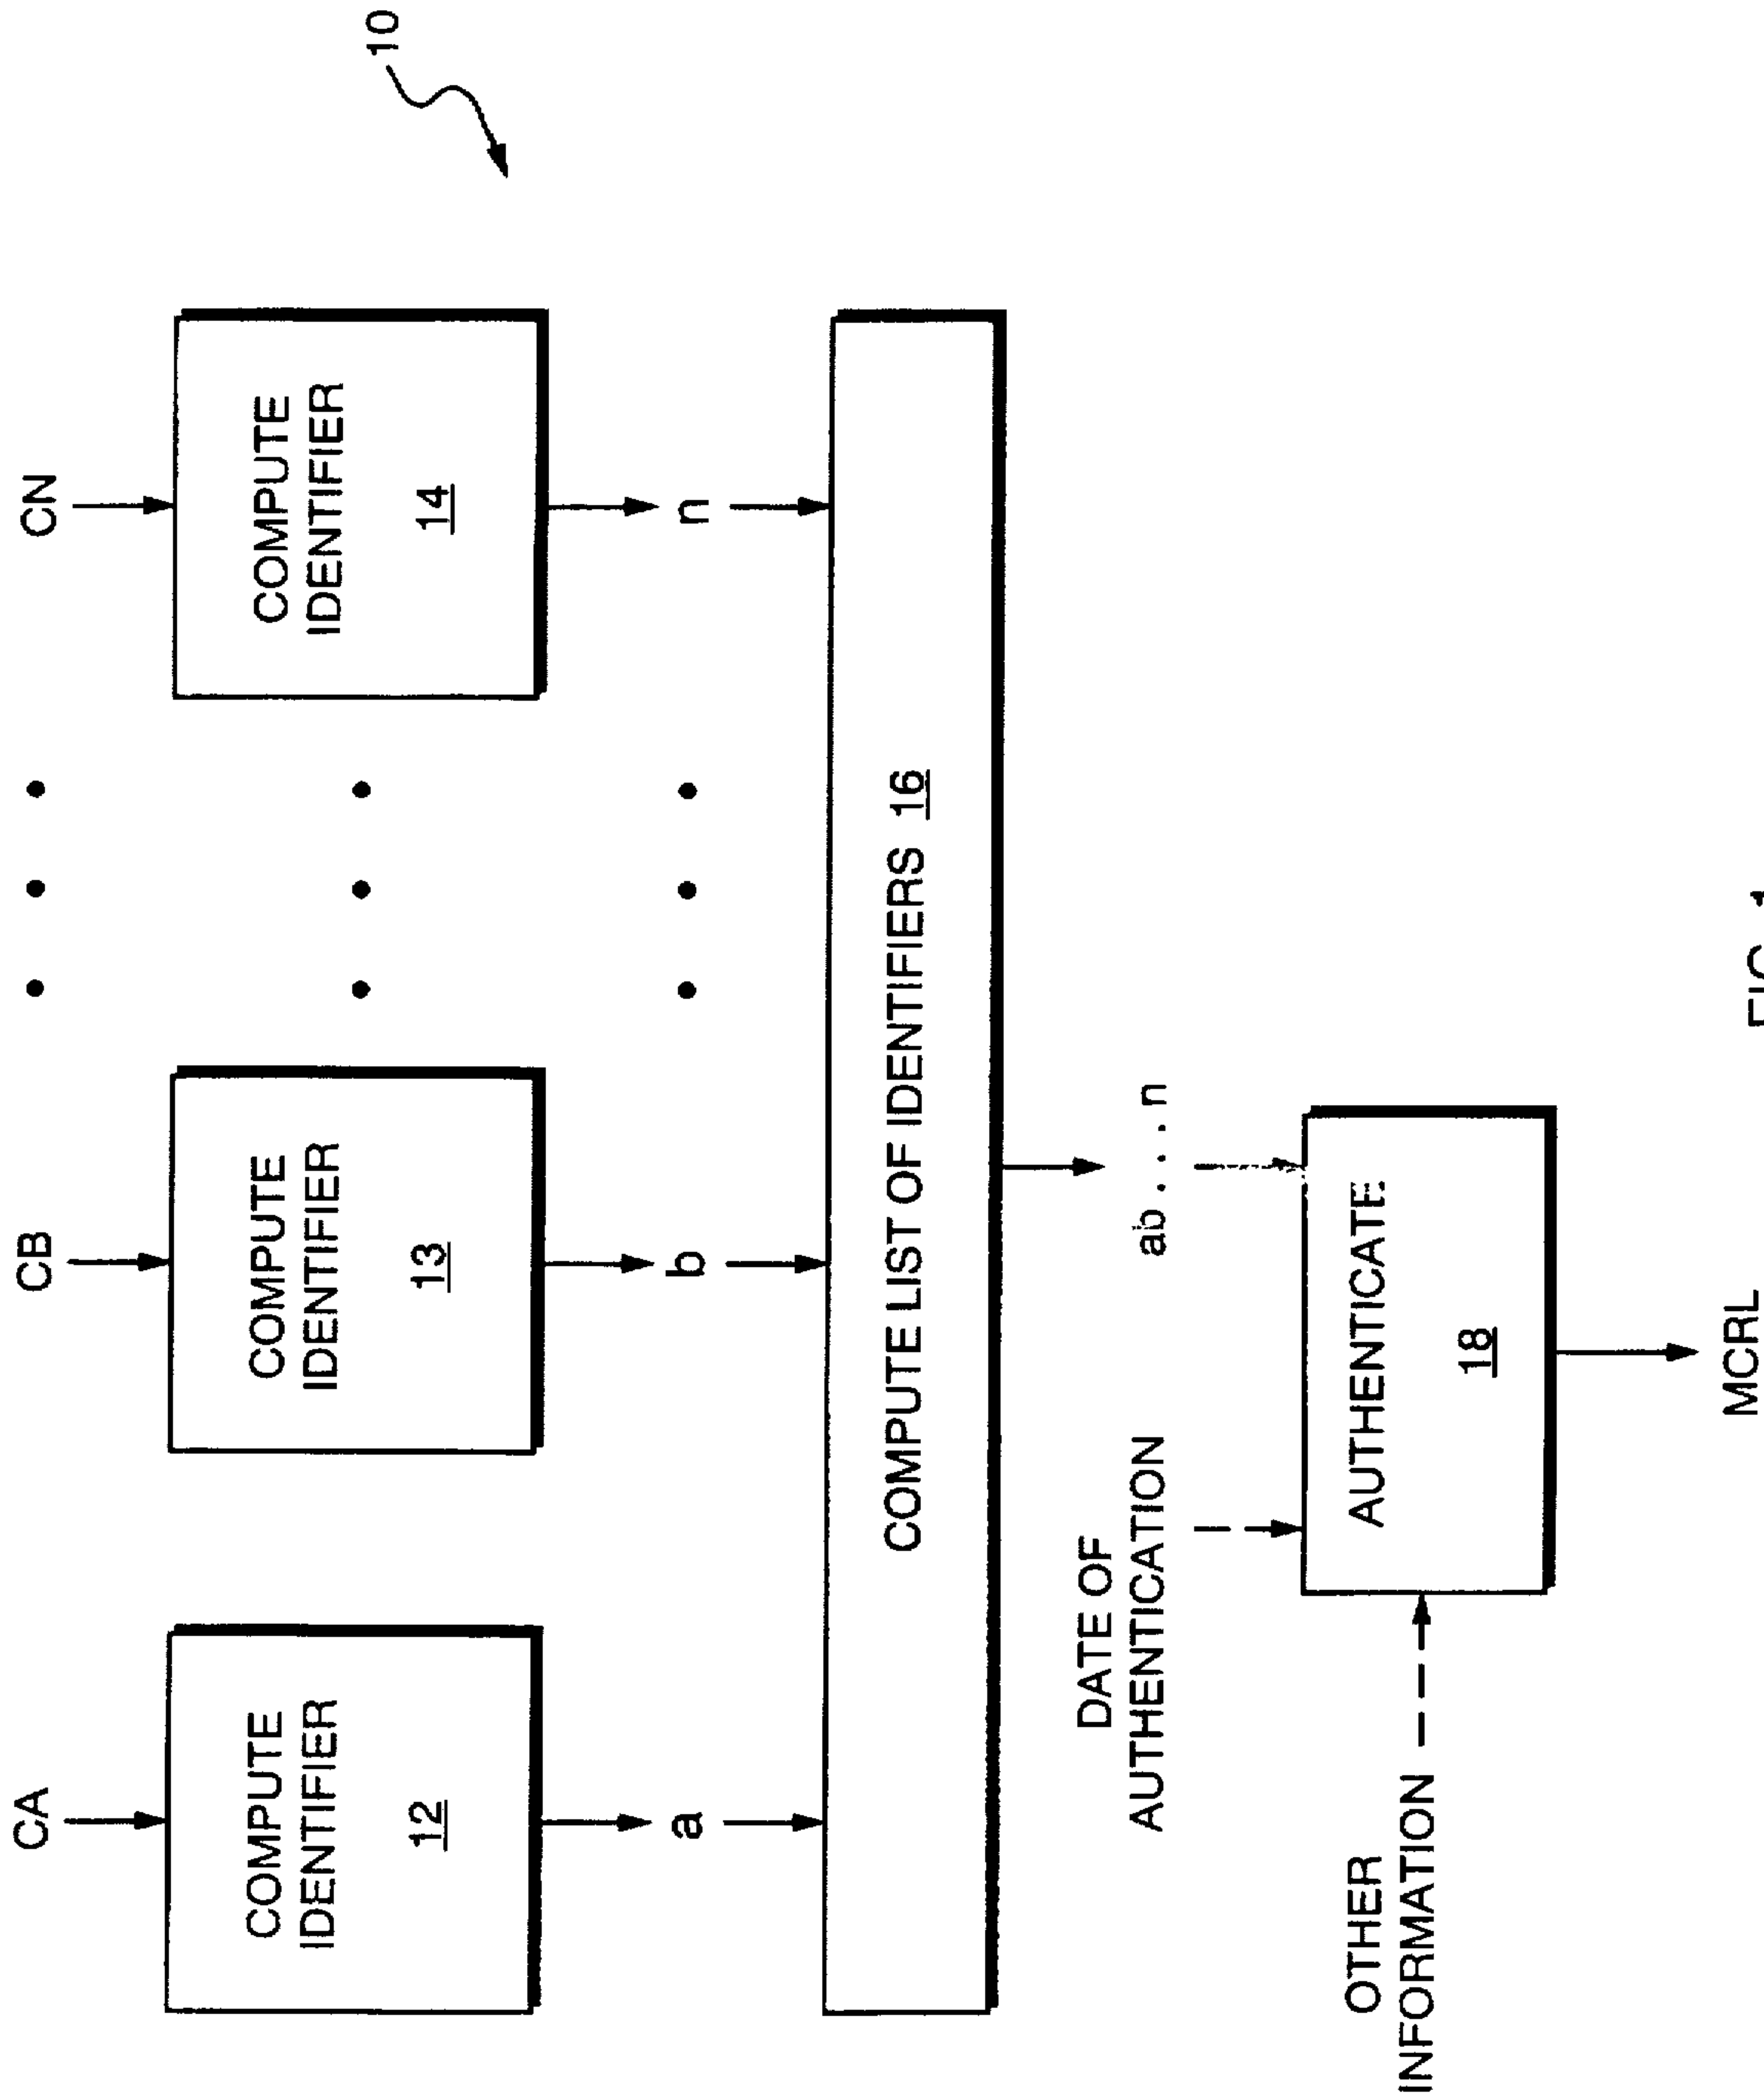 10
CA
CB
CN
COMPUTE
IDENTIFIER
12
COMPUTE
IDENTIFIER
13
COMPUTE
IDENTIFIER
14
a
b
n
COMPUTE LIST OF IDENTIFIERS 16
DATE OF
AUTHENTICATION
ab . . . . n
OTHER
INFORMATION
AUTHENTICATE
18
MCRL